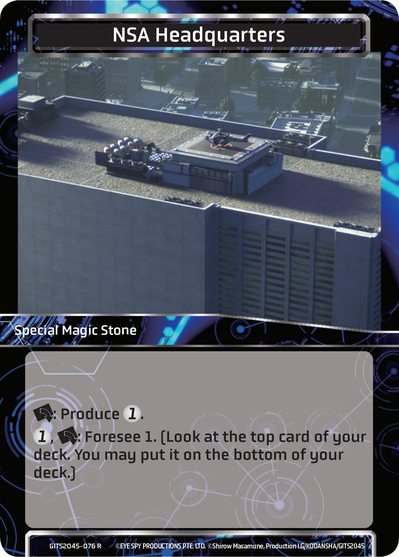 NSA Headquarters
Special Magic Stone
: Produce 1.
1, : Foresee 1. (Look at the top card of your
deck. You may put it on the bottom of your
deck.)
GITS2045-076 R ©EYE SPY PRODUCTIONS PTE. LTD. ©Shirow Masamune, Production I.G/KODANSHA/GITS2045